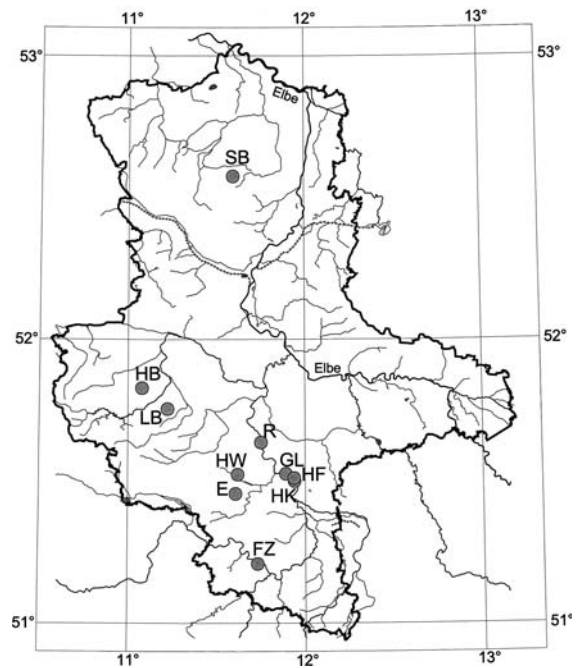 11° 12° 13°
53° 53°
Elbe
SB
52° 52°
Elbe
HB
LB
R
HW GL
HF
E HK
FZ
51° 51°
11° 12° 13°